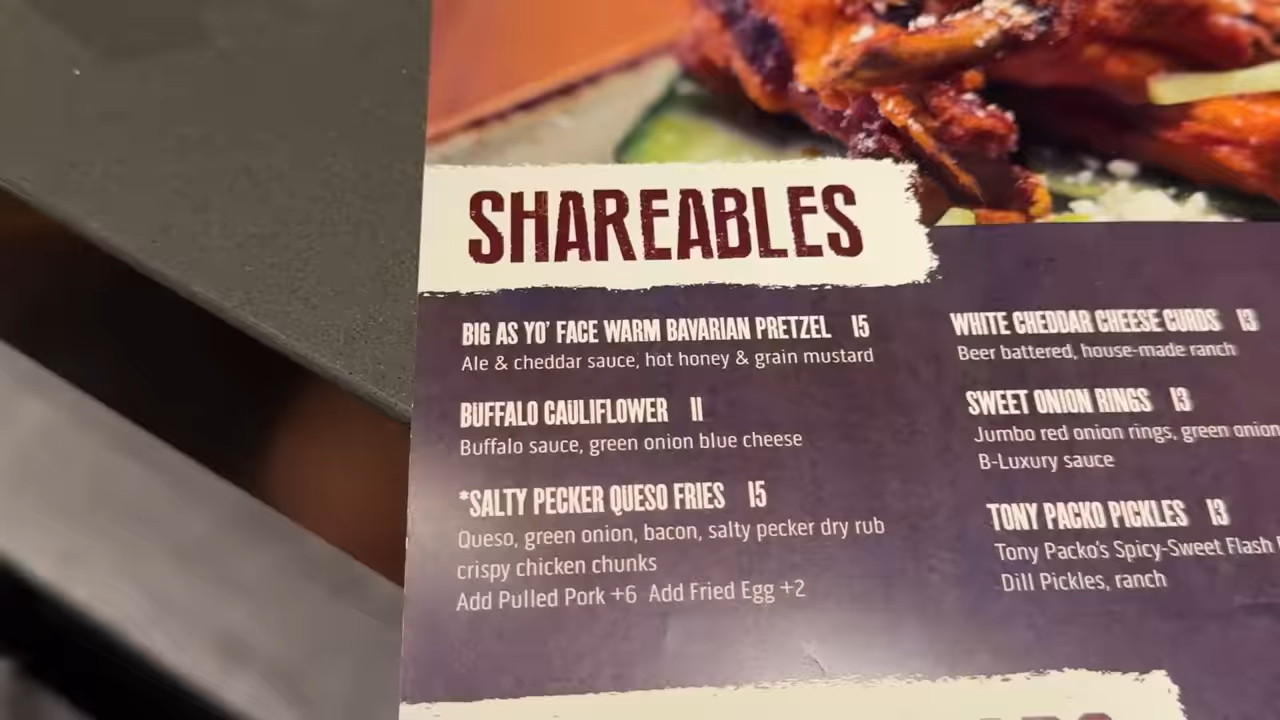 SHAREABLES
BIG AS YO' FACE WARM BAVARIAN PRETZEL 15
Ale & cheddar sauce, hot honey & grain mustard
BUFFALO CAULIFLOWER 11
Buffalo sauce, green onion blue cheese
*SALTY PECKER QUESO FRIES 15
Queso, green onion, bacon, salty pecker dry rub
crispy chicken chunks
Add Pulled Pork +6 Add Fried Egg +2
WHITE CHEDDAR CHEESE CURDS 13
Beer battered, house-made ranch
SWEET ONION RINGS 13
Jumbo red onion rings, green onion
B-Luxury sauce
TONY PACKO PICKLES 13
Tony Packo's Spicy-Sweet Flash
Dill Pickles, ranch